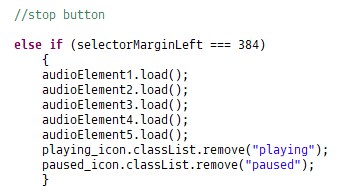 //stop button
else if (selectorMarginLeft === 384)
{
audioElement1.load();
audioElement2.load();
audioElement3.load();
audioElement4.load();
audioElement5.load();
playing_icon.classList.remove("playing");
paused_icon.classList.remove("paused");
}